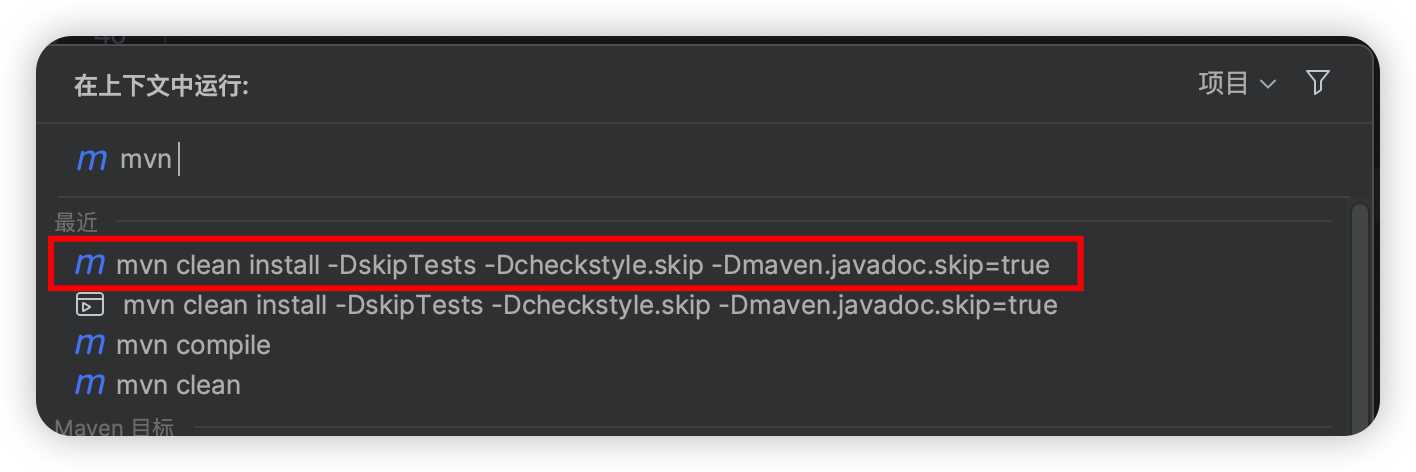 在上下文中运行:
项目
mvn
最近
mvn clean install -DskipTests -Dcheckstyle.skip -Dmaven.javadoc.skip=true
mvn clean install -DskipTests -Dcheckstyle.skip -Dmaven.javadoc.skip=true
mvn compile
mvn clean
Maven 目标